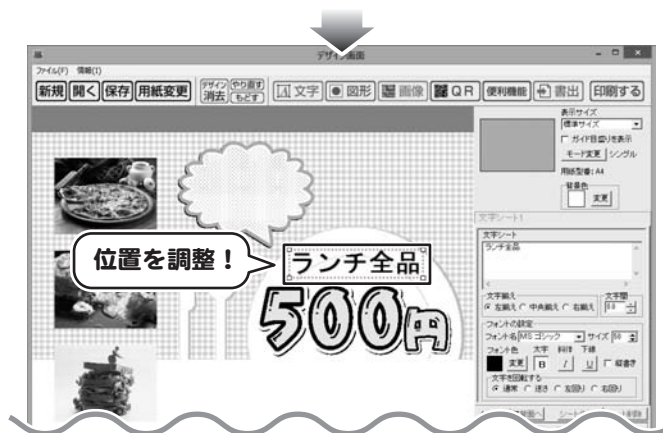 デザイン画面
ファイル(F) 情報(I)
新規 開く 保存 用紙変更 デザイン消去 やり直す もどす 文字 図形 画像 QR 便利機能 書出 印刷する
表示サイズ
標準サイズ
ガイド目盛りを表示
モード変更 シングル
用紙型番:A4
背景色
変更
文字シート1
文字シート
ランチ全品
位置を調整！
ランチ全品
500円
文字揃え
左揃え 中央揃え 右揃え
文字間
フォントの設定
フォント名 MS ゴシック サイズ 50
フォント色 太字 斜体 下線
変更 B I U 縦書き
文字を回転する
通常 逆さ 左回り 右回り